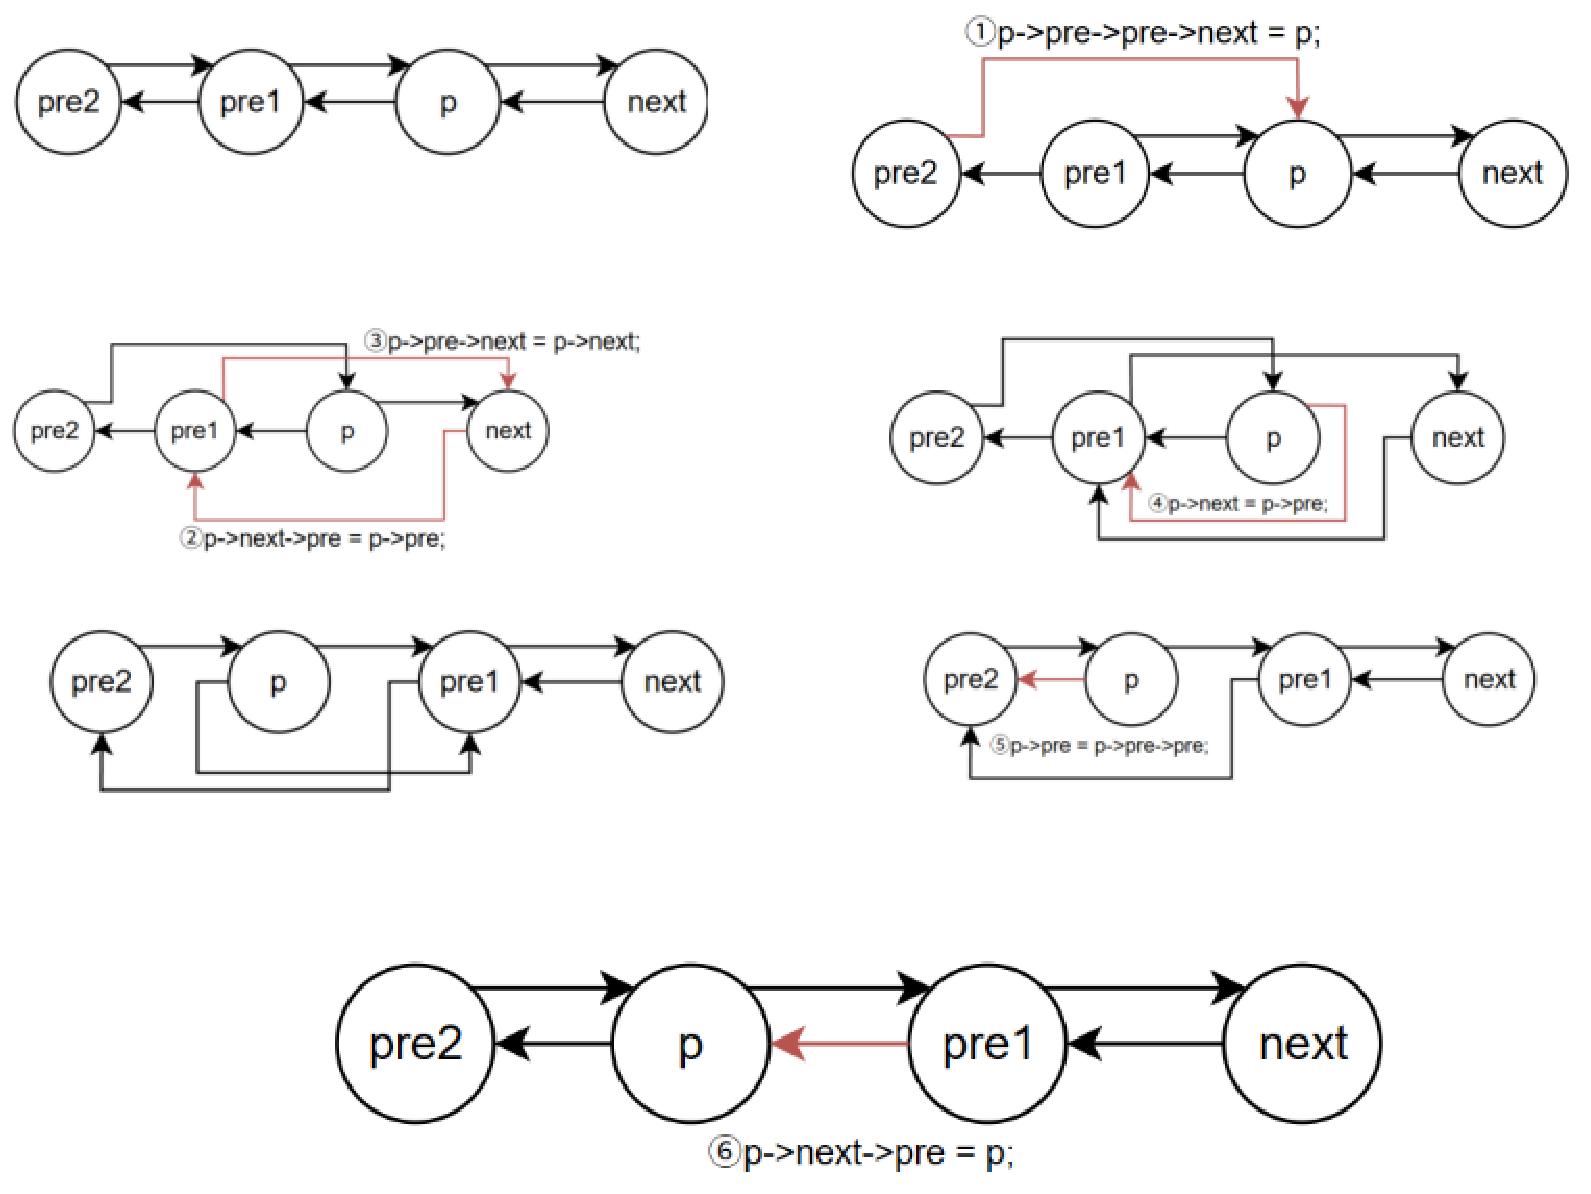 pre2 pre1 p next
①p->pre->pre->next = p;
pre2 pre1 p next
③p->pre->next = p->next;
pre2 pre1 p next
②p->next->pre = p->pre;
pre2 pre1 p next
④p->next = p->pre;
pre2 p pre1 next
pre2 p pre1 next
⑤p->pre = p->pre->pre;
pre2 p pre1 next
⑥p->next->pre = p;